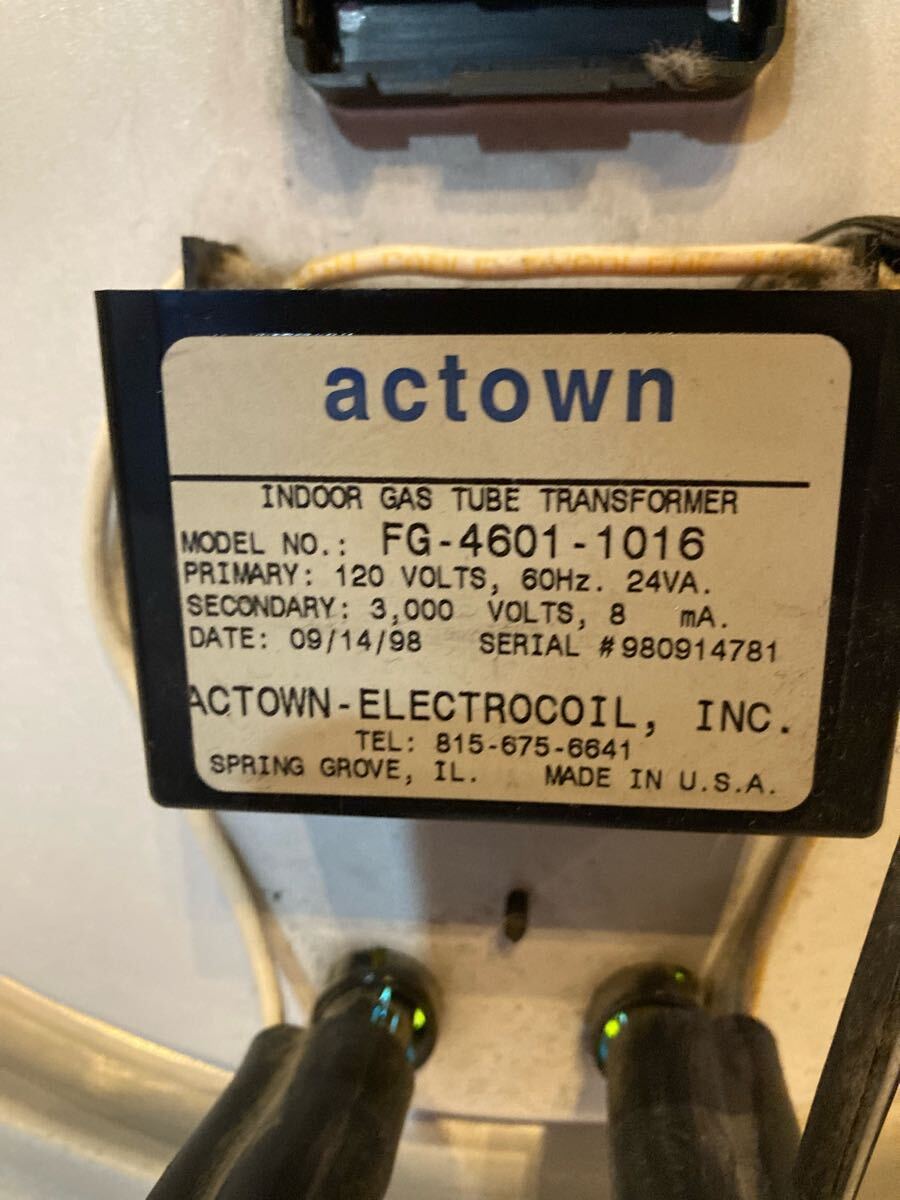 actown
INDOOR GAS TUBE TRANSFORMER
MODEL NO.: FG-4601-1016
PRIMARY: 120 VOLTS, 60Hz. 24VA.
SECONDARY: 3,000 VOLTS, 8 mA.
DATE: 09/14/98 SERIAL #980914781
ACTOWN-ELECTROCOIL, INC.
TEL: 815-675-6641
SPRING GROVE, IL. MADE IN U.S.A.